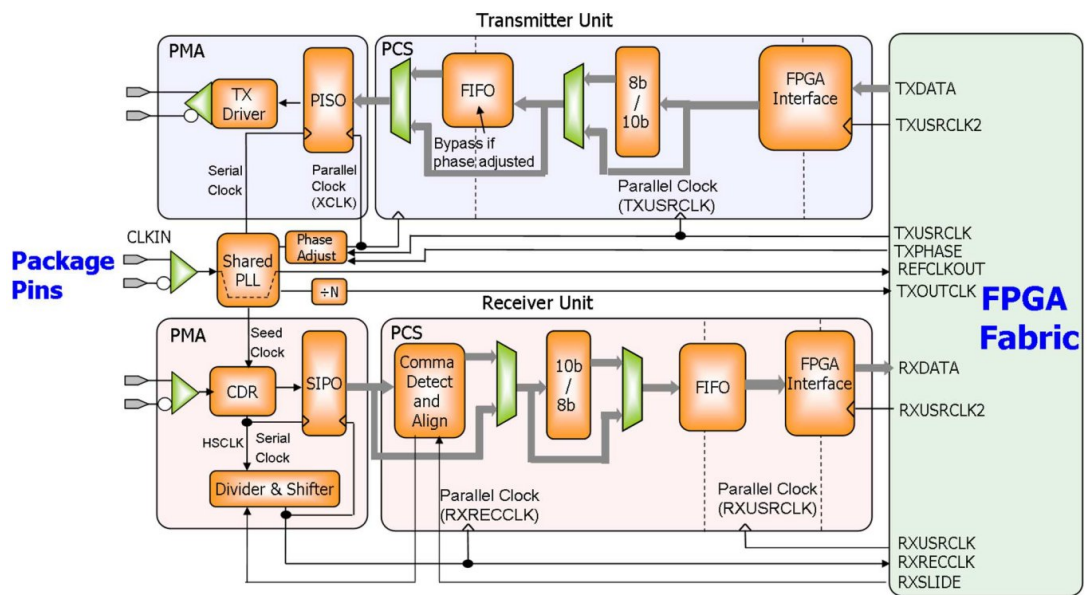 Transmitter Unit
PMA
PCS
TX
Driver
PISO
FIFO
8b
/
10b
FPGA
Interface
TXDATA
TXUSRCLK2
Bypass if
phase adjusted
Serial
Clock
Parallel
Clock
(XCLK)
Parallel Clock
(TXUSRCLK)
CLKIN
Package
Pins
Shared
PLL
Phase
Adjust
÷N
TXUSRCLK
TXPHASE
REFCLKOUT
TXOUTCLK
FPGA
Fabric
Receiver Unit
PMA
Seed
Clock
PCS
CDR
SIPO
Comma
Detect
and
Align
10b
/
8b
FIFO
FPGA
Interface
RXDATA
RXUSRCLK2
HSCLK
Serial
Clock
Divider & Shifter
Parallel Clock
(RXRECCLK)
Parallel Clock
(RXUSRCLK)
RXUSRCLK
RXRECCLK
RXSLIDE